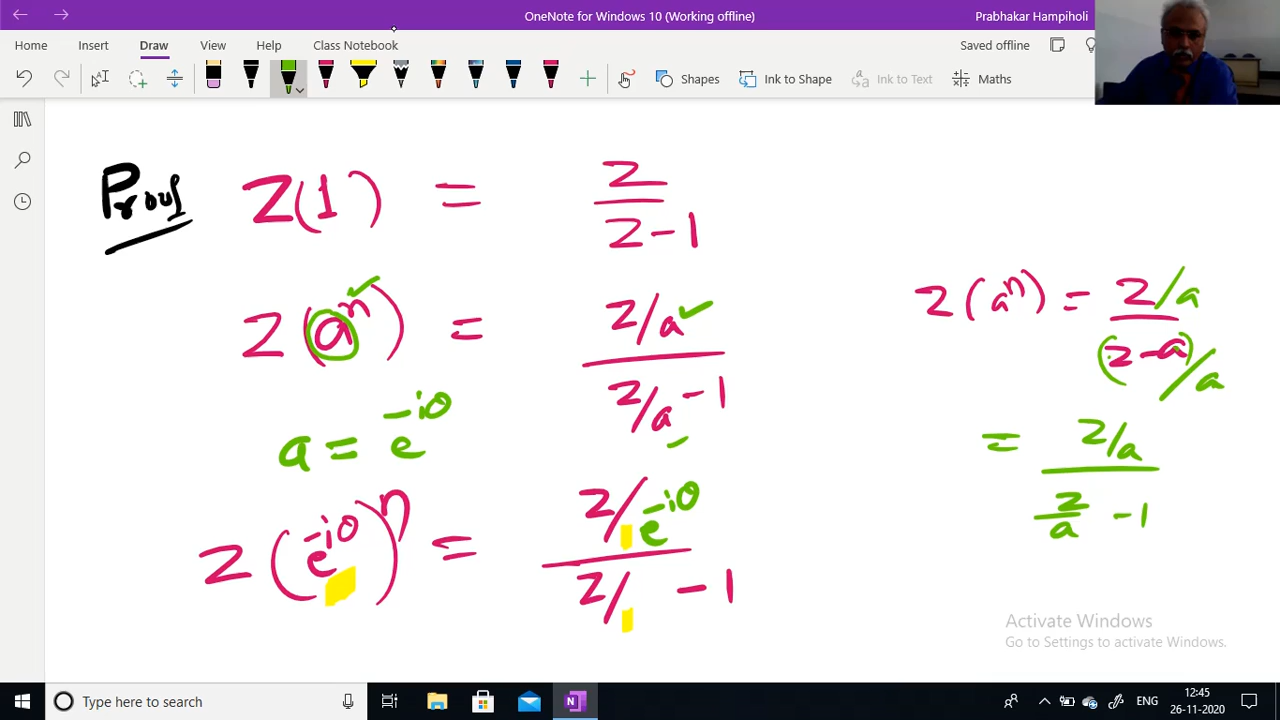 OneNote for Windows 10 (Working offline)
Prabhakar Hampiholi
Home Insert Draw View Help Class Notebook
Saved offline
Shapes Ink to Shape Ink to Text Maths
Proof Z(1) = z/(z-1)
Z(a^n) = (z/a)/(z/a - 1)
Z(a^n) = (z/a)/((z-a)/a)
= (z/a)/(z/a - 1)
a = e^-iθ
Z(e^-iθ)^n = (z/e^-iθ)/(z/ - 1)
Activate Windows
Go to Settings to activate Windows.
Type here to search
ENG
12:45
26-11-2020